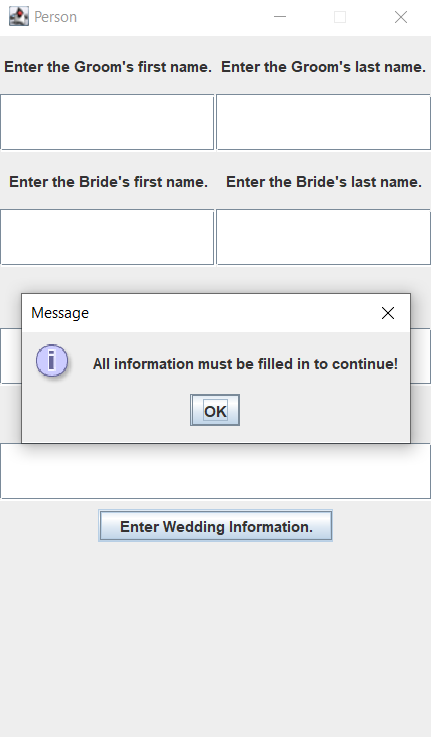 Person
Enter the Groom's first name. Enter the Groom's last name.
Enter the Bride's first name. Enter the Bride's last name.
Message
All information must be filled in to continue!
OK
Enter Wedding Information.